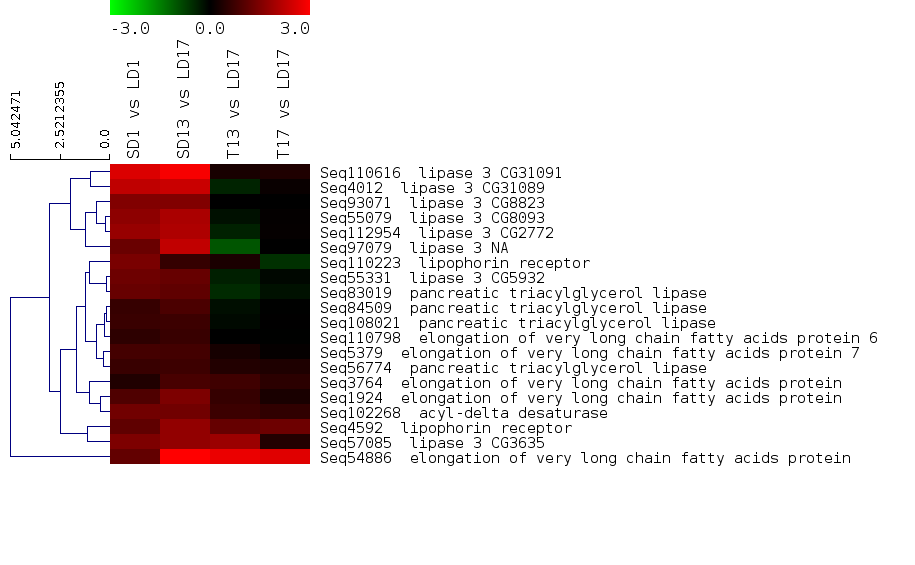 -3.0 0.0 3.0
5.042471 2.5212355 0.0 SD1 vs LD1 SD13 vs LD17 T13 vs LD17 T17 vs LD17
Seq110616 lipase 3 CG31091
Seq4012 lipase 3 CG31089
Seq93071 lipase 3 CG8823
Seq55079 lipase 3 CG8093
Seq112954 lipase 3 CG2772
Seq97079 lipase 3 NA
Seq110223 lipophorin receptor
Seq55331 lipase 3 CG5932
Seq83019 pancreatic triacylglycerol lipase
Seq84509 pancreatic triacylglycerol lipase
Seq108021 pancreatic triacylglycerol lipase
Seq110798 elongation of very long chain fatty acids protein 6
Seq5379 elongation of very long chain fatty acids protein 7
Seq56774 pancreatic triacylglycerol lipase
Seq3764 elongation of very long chain fatty acids protein
Seq1924 elongation of very long chain fatty acids protein
Seq102268 acyl-delta desaturase
Seq4592 lipophorin receptor
Seq57085 lipase 3 CG3635
Seq54886 elongation of very long chain fatty acids protein